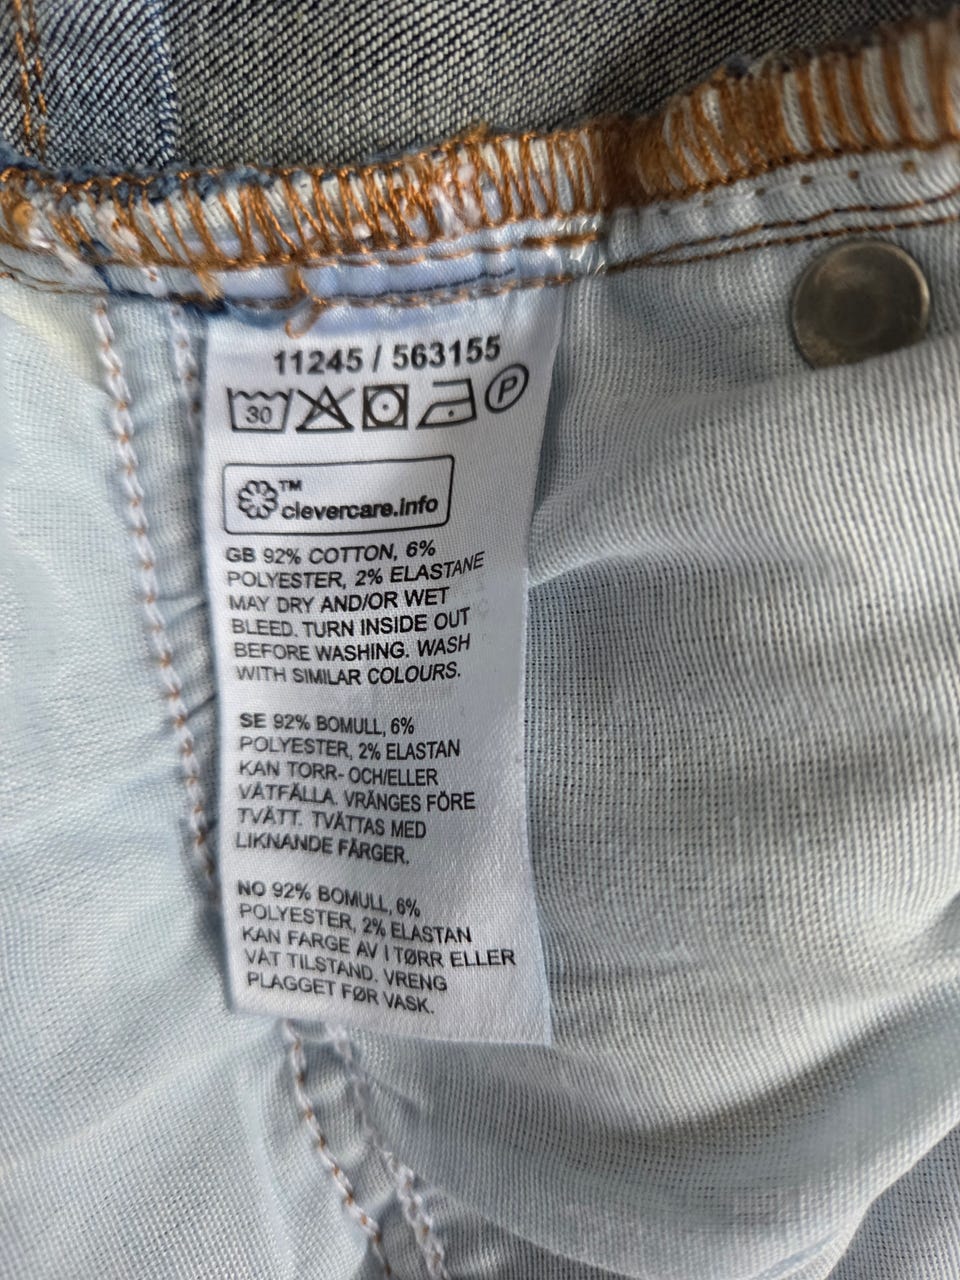 11245 / 563155
30 P
TM
clevercare.info
GB 92% COTTON, 6%
POLYESTER, 2% ELASTANE
MAY DRY AND/OR WET
BLEED. TURN INSIDE OUT
BEFORE WASHING. WASH
WITH SIMILAR COLOURS.
SE 92% BOMULL, 6%
POLYESTER, 2% ELASTAN
KAN TORR- OCH/ELLER
VÅTFÄLLA. VRÄNGES FÖRE
TVÄTT. TVÄTTAS MED
LIKNANDE FÄRGER.
NO 92% BOMULL, 6%
POLYESTER, 2% ELASTAN
KAN FARGE AV I TØRR ELLER
VÅT TILSTAND. VRENG
PLAGGET FØR VASK.